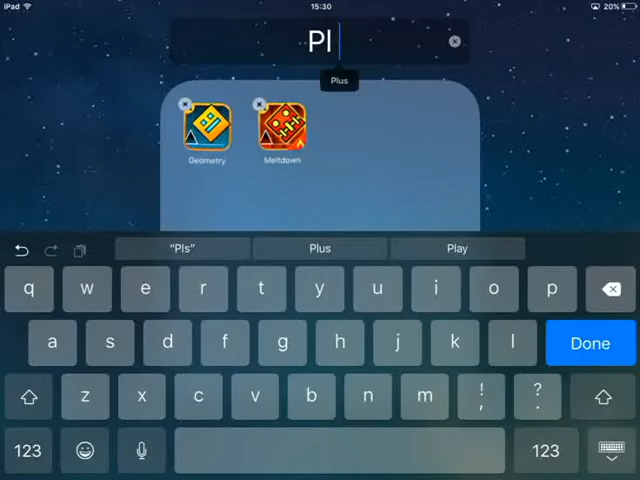 iPad 15:30 20%
Pl
Plus
Geometry Meltdown
"Pls" Plus Play
q w e r t y u i o p
a s d f g h j k l Done
z x c v b n m ! , ? .
123 123